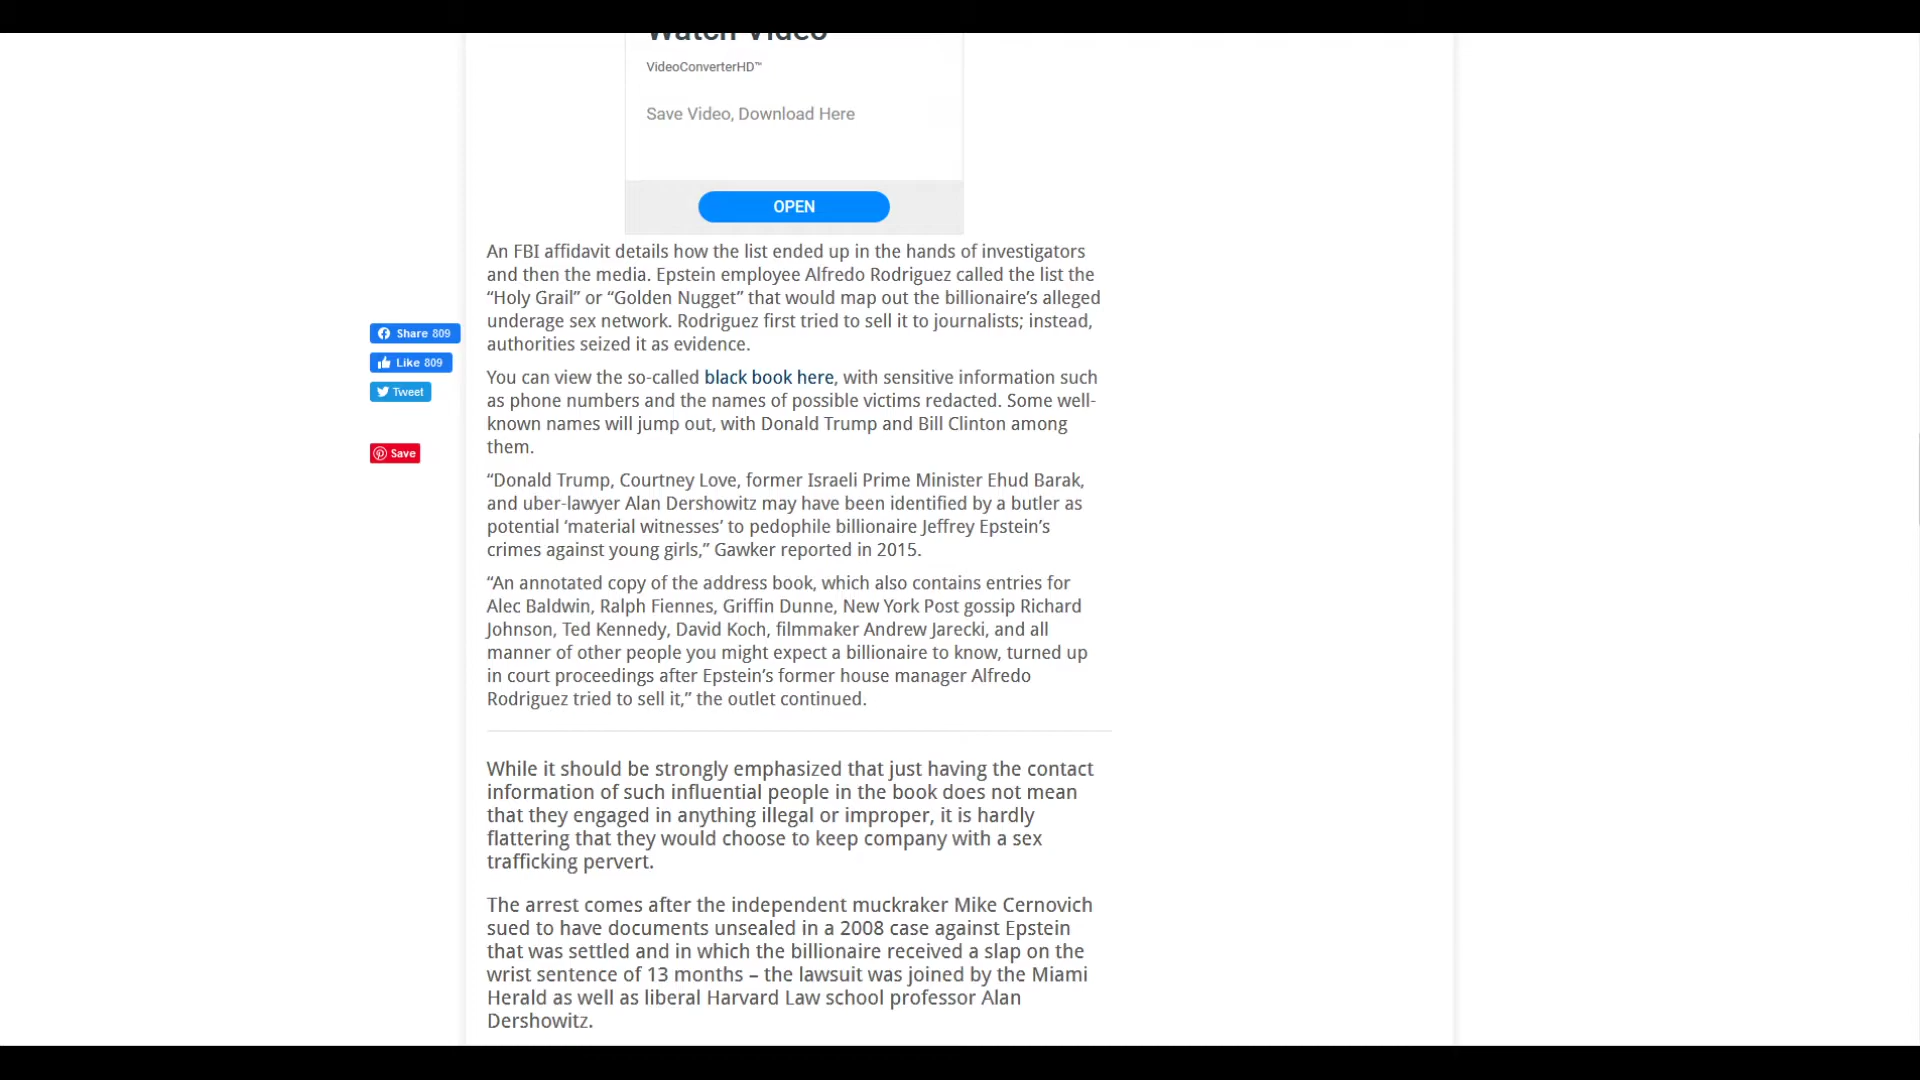 Watch Video
VideoConverterHD™
Save Video, Download Here
OPEN
An FBI affidavit details how the list ended up in the hands of investigators
and then the media. Epstein employee Alfredo Rodriguez called the list the
“Holy Grail” or “Golden Nugget” that would map out the billionaire’s alleged
underage sex network. Rodriguez first tried to sell it to journalists; instead,
authorities seized it as evidence.
Share 809
Like 809
Tweet
Save
You can view the so-called black book here, with sensitive information such
as phone numbers and the names of possible victims redacted. Some well-
known names will jump out, with Donald Trump and Bill Clinton among
them.
“Donald Trump, Courtney Love, former Israeli Prime Minister Ehud Barak,
and uber-lawyer Alan Dershowitz may have been identified by a butler as
potential ‘material witnesses’ to pedophile billionaire Jeffrey Epstein’s
crimes against young girls,” Gawker reported in 2015.
“An annotated copy of the address book, which also contains entries for
Alec Baldwin, Ralph Fiennes, Griffin Dunne, New York Post gossip Richard
Johnson, Ted Kennedy, David Koch, filmmaker Andrew Jarecki, and all
manner of other people you might expect a billionaire to know, turned up
in court proceedings after Epstein’s former house manager Alfredo
Rodriguez tried to sell it,” the outlet continued.
While it should be strongly emphasized that just having the contact
information of such influential people in the book does not mean
that they engaged in anything illegal or improper, it is hardly
flattering that they would choose to keep company with a sex
trafficking pervert.
The arrest comes after the independent muckraker Mike Cernovich
sued to have documents unsealed in a 2008 case against Epstein
that was settled and in which the billionaire received a slap on the
wrist sentence of 13 months – the lawsuit was joined by the Miami
Herald as well as liberal Harvard Law school professor Alan
Dershowitz.